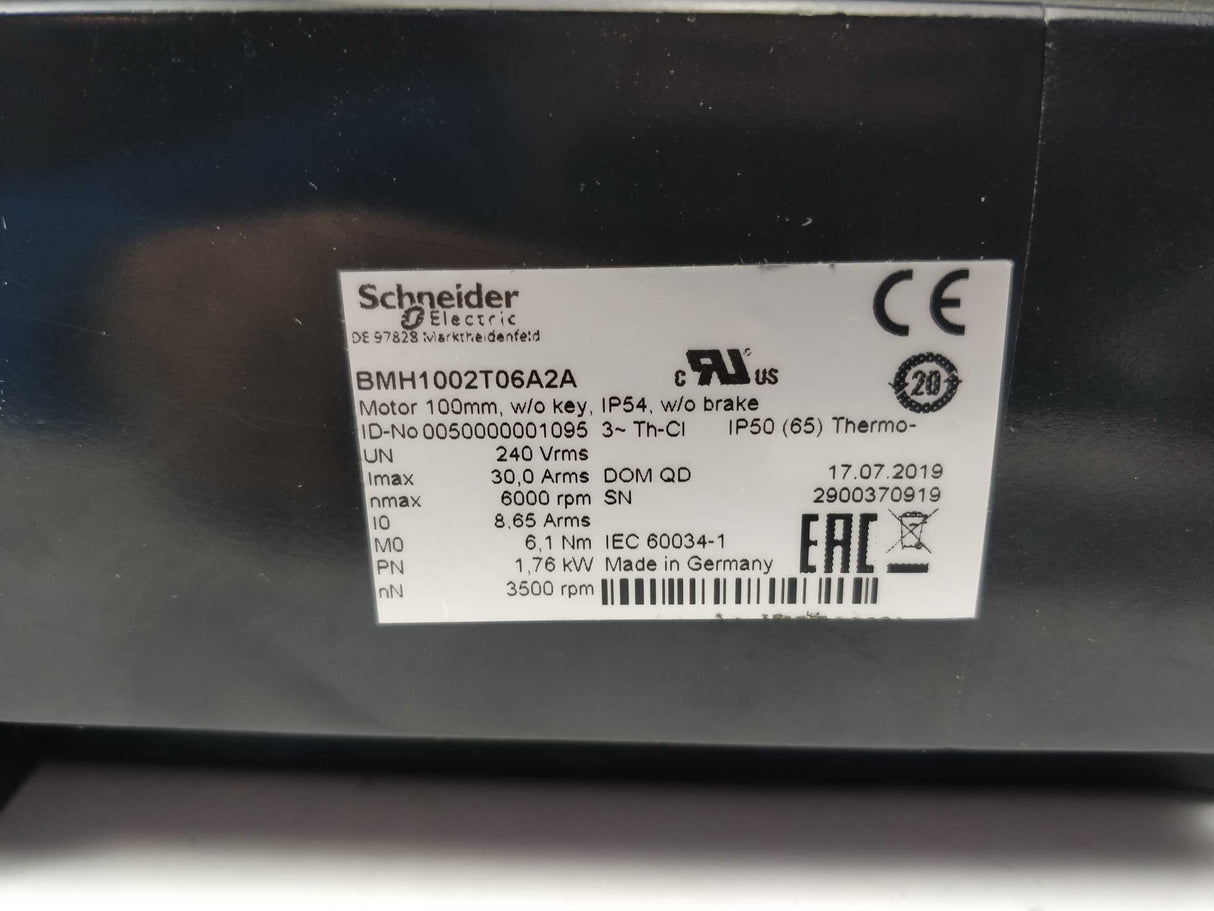 Schneider
Electric
DE 97828 Marktheidenfeld
CE
BMH1002T06A2A
c RU US
20
Motor 100mm, w/o key, IP54, w/o brake
ID-No 0050000001095 3~ Th-Cl IP50 (65) Thermo-
UN 240 Vrms
Imax 30,0 Arms DOM QD 17.07.2019
nmax 6000 rpm SN 2900370919
I0 8,65 Arms
M0 6,1 Nm IEC 60034-1
EAC
PN 1,76 kW Made in Germany
nN 3500 rpm